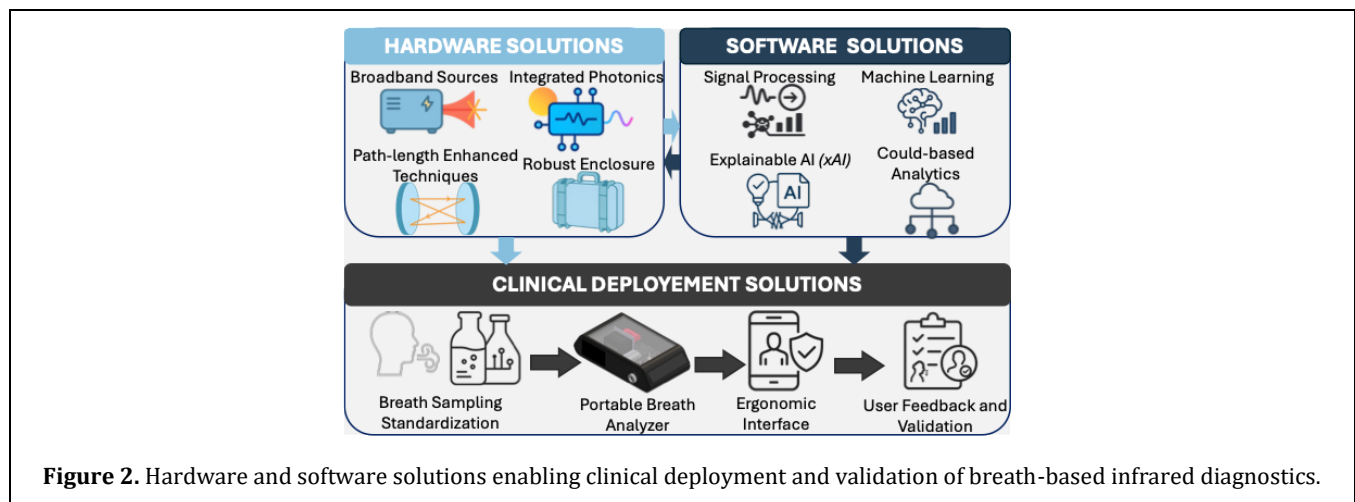 HARDWARE SOLUTIONS
Broadband Sources
Integrated Photonics
Path-length Enhanced
Techniques
Robust Enclosure
SOFTWARE SOLUTIONS
Signal Processing
Machine Learning
Explainable AI (xAI)
AI
Could-based
Analytics
CLINICAL DEPLOYEMENT SOLUTIONS
Breath Sampling
Standardization
Portable Breath
Analyzer
Ergonomic
Interface
User Feedback and
Validation
Figure 2. Hardware and software solutions enabling clinical deployment and validation of breath-based infrared diagnostics.